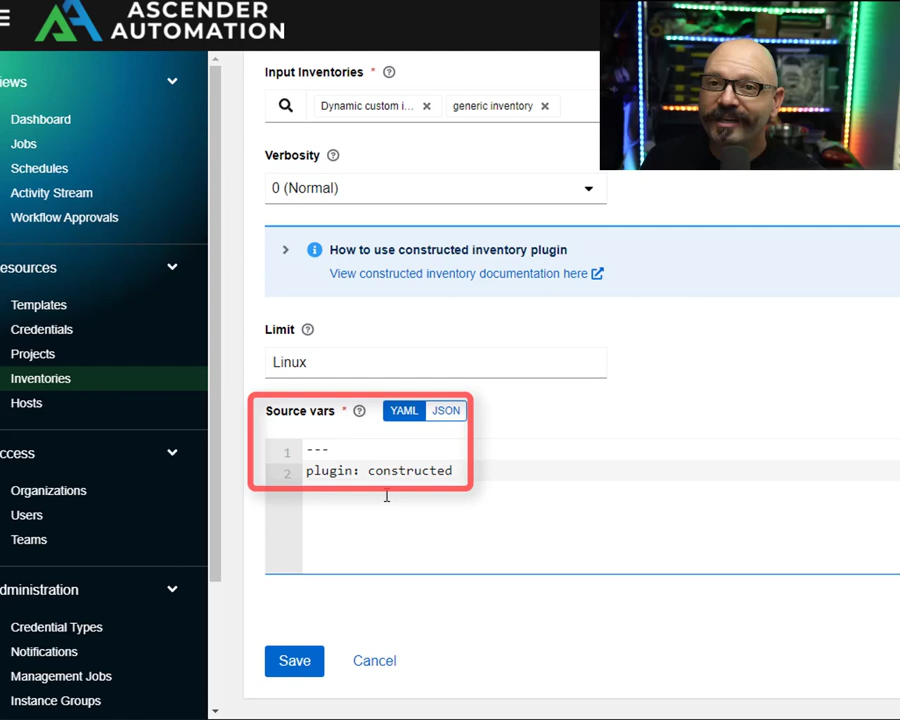 ASCENDER
AUTOMATION
iews
Dashboard
Jobs
Schedules
Activity Stream
Workflow Approvals
esources
Templates
Credentials
Projects
Inventories
Hosts
ccess
Organizations
Users
Teams
dministration
Credential Types
Notifications
Management Jobs
Instance Groups
Input Inventories *
Dynamic custom i... generic inventory
Verbosity
0 (Normal)
How to use constructed inventory plugin
View constructed inventory documentation here
Limit
Linux
Source vars * YAML JSON
1 ---
2 plugin: constructed
Save Cancel